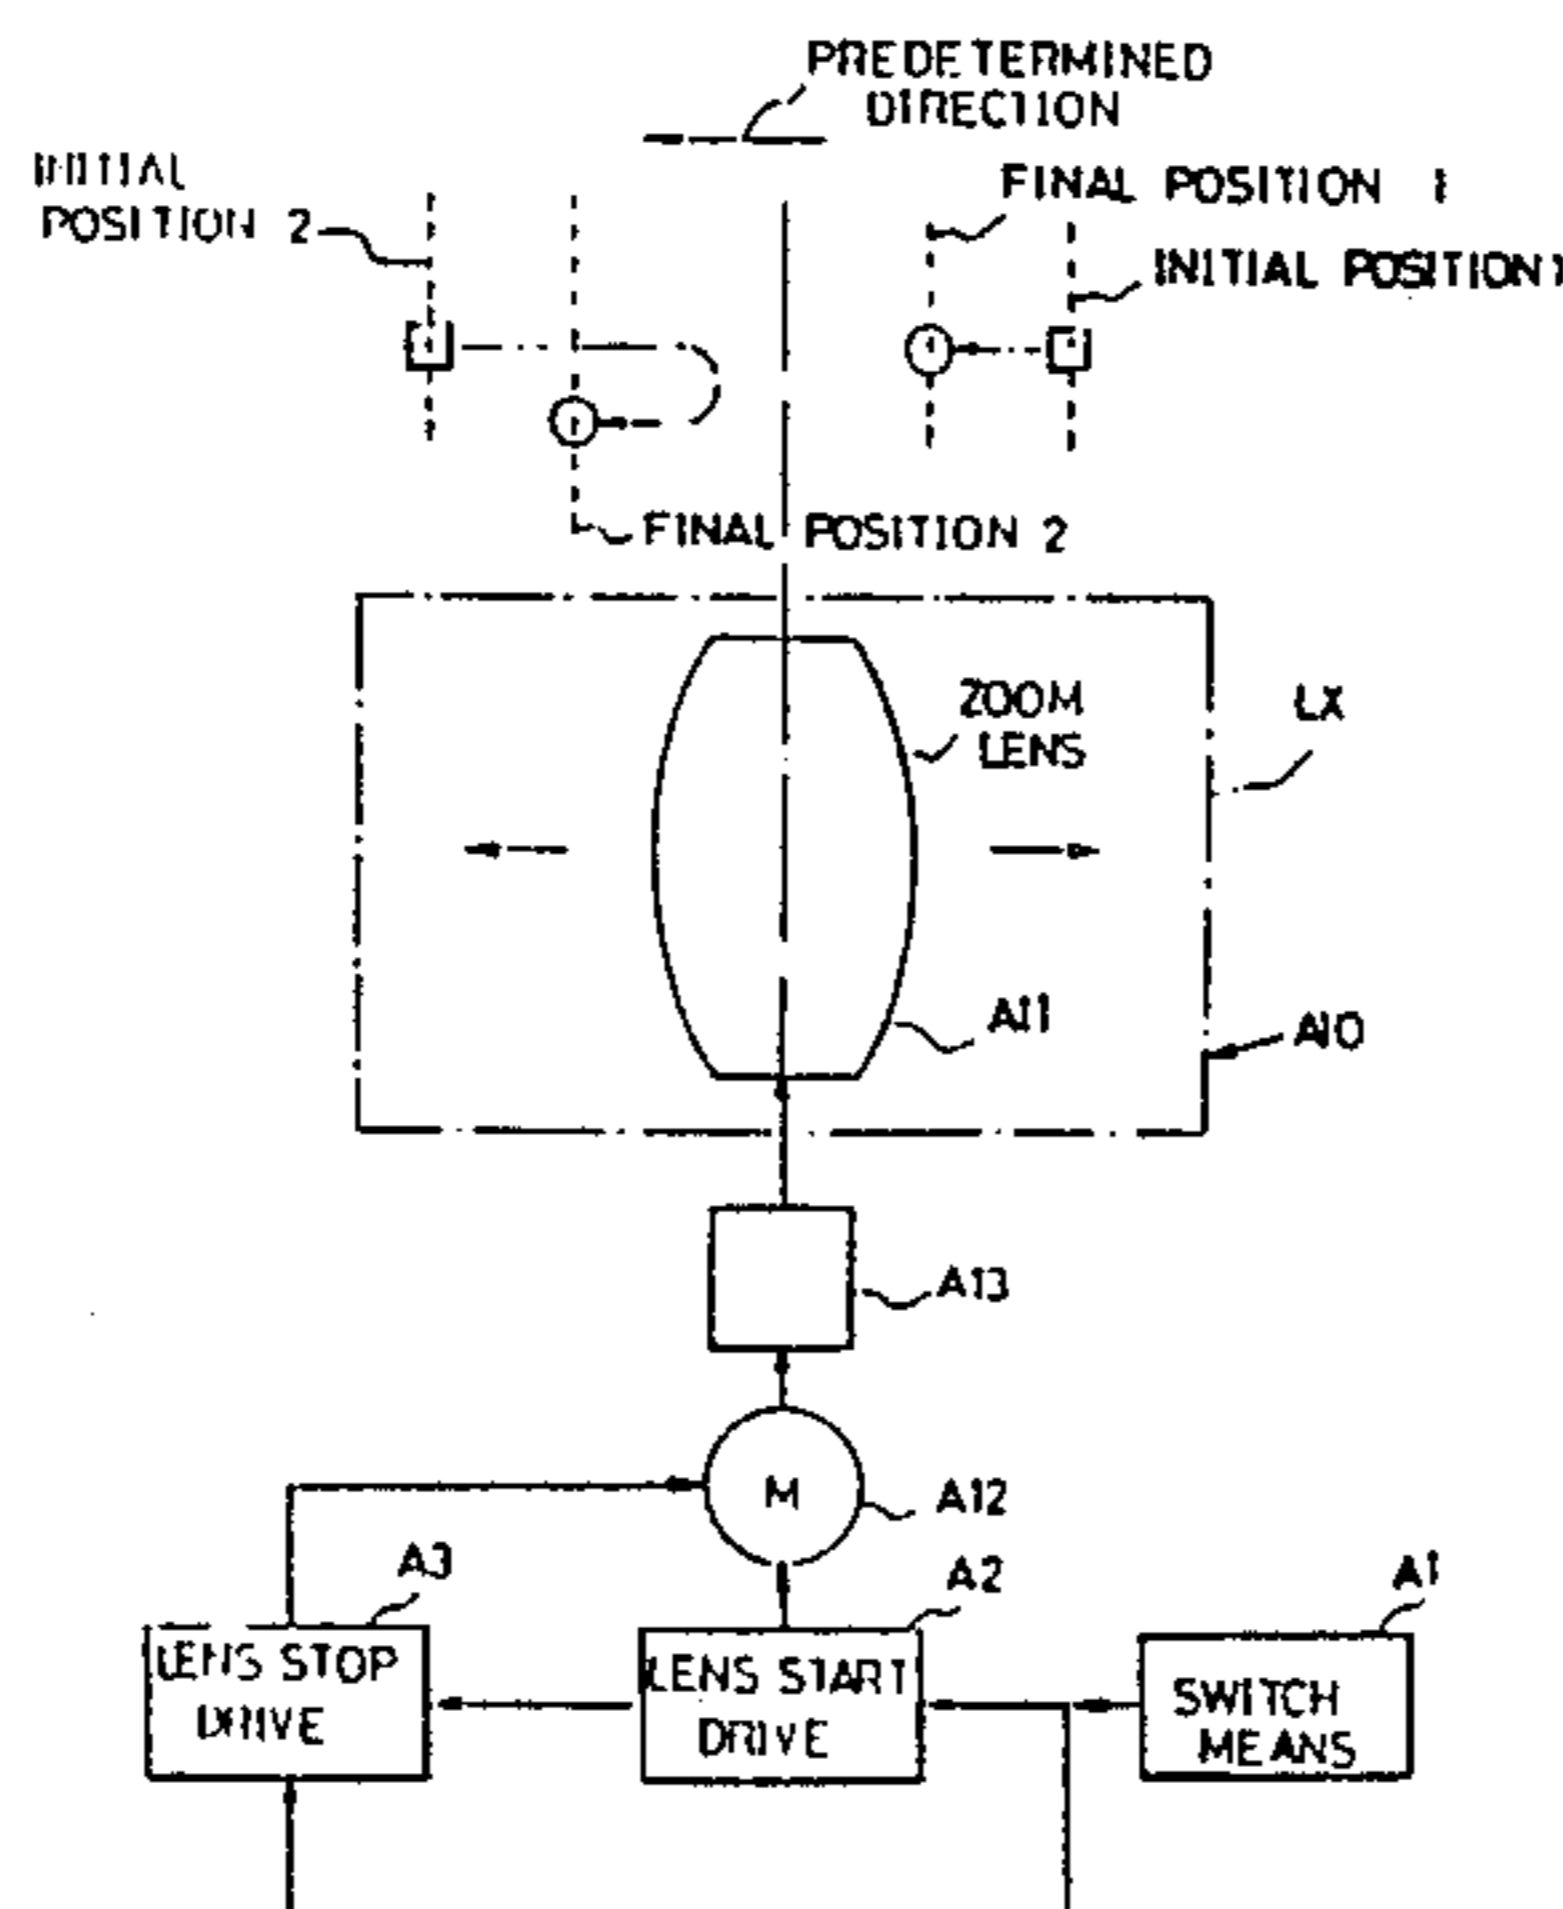 PREDETERMINED
DIRECTION
INITIAL
POSITION 2
FINAL POSITION 1
INITIAL POSITION 1
FINAL POSITION 2
ZOOM
LENS
LX
A11
A10
A13
M
A12
A3
A2
A1
LENS STOP
DRIVE
LENS START
DRIVE
SWITCH
MEANS